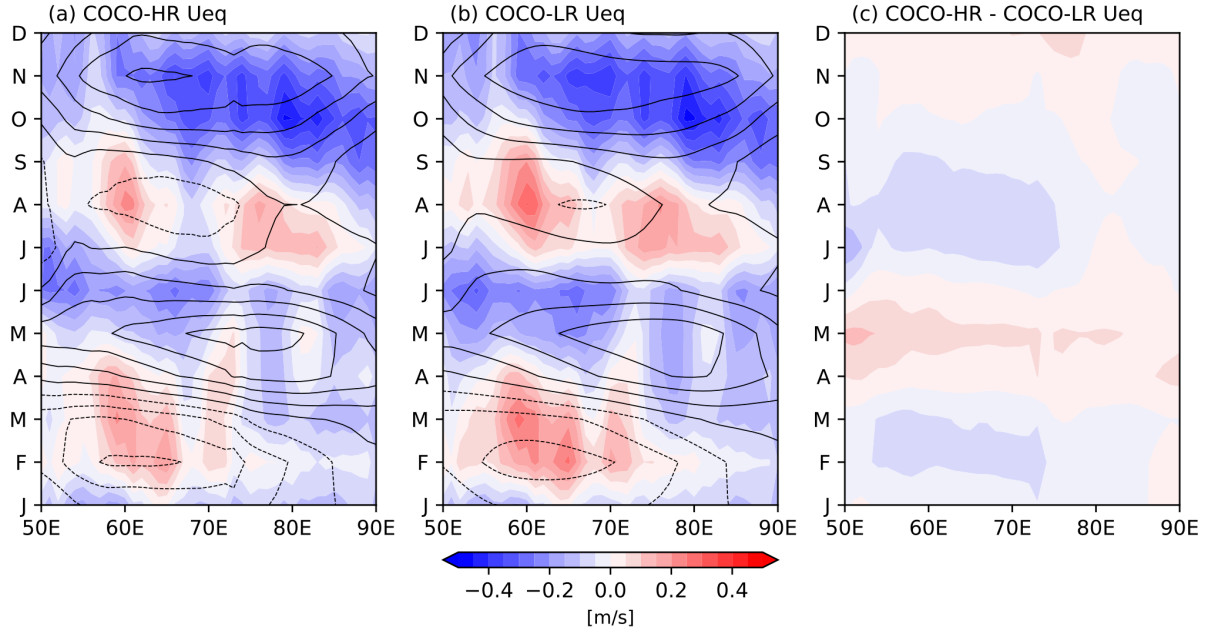 (a) COCO-HR Ueq
(b) COCO-LR Ueq
(c) COCO-HR - COCO-LR Ueq
D
N
O
S
A
J
J
M
A
M
F
J
50E 60E 70E 80E 90E
D
N
O
S
A
J
J
M
A
M
F
J
50E 60E 70E 80E 90E
D
N
O
S
A
J
J
M
A
M
F
J
50E 60E 70E 80E 90E
−0.4 −0.2 0.0 0.2 0.4
[m/s]